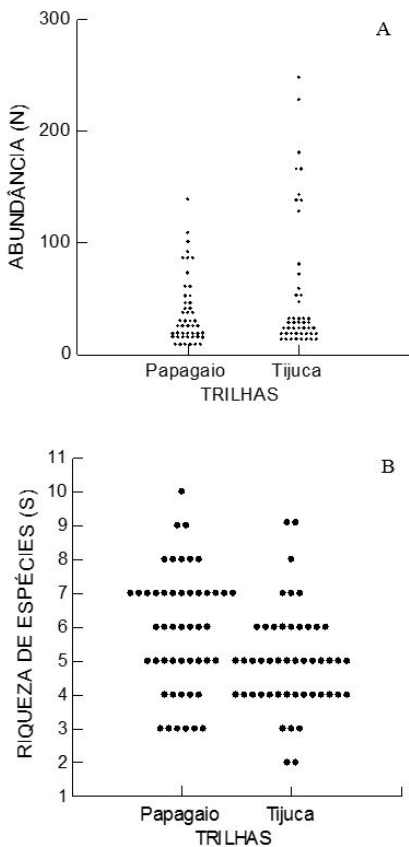 A
300
200
100
0
ABUNDÂNCIA (N)
Papagaio Tijuca
TRILHAS
B
11
10
9
8
7
6
5
4
3
2
1
RIQUEZA DE ESPÉCIES (S)
Papagaio Tijuca
TRILHAS